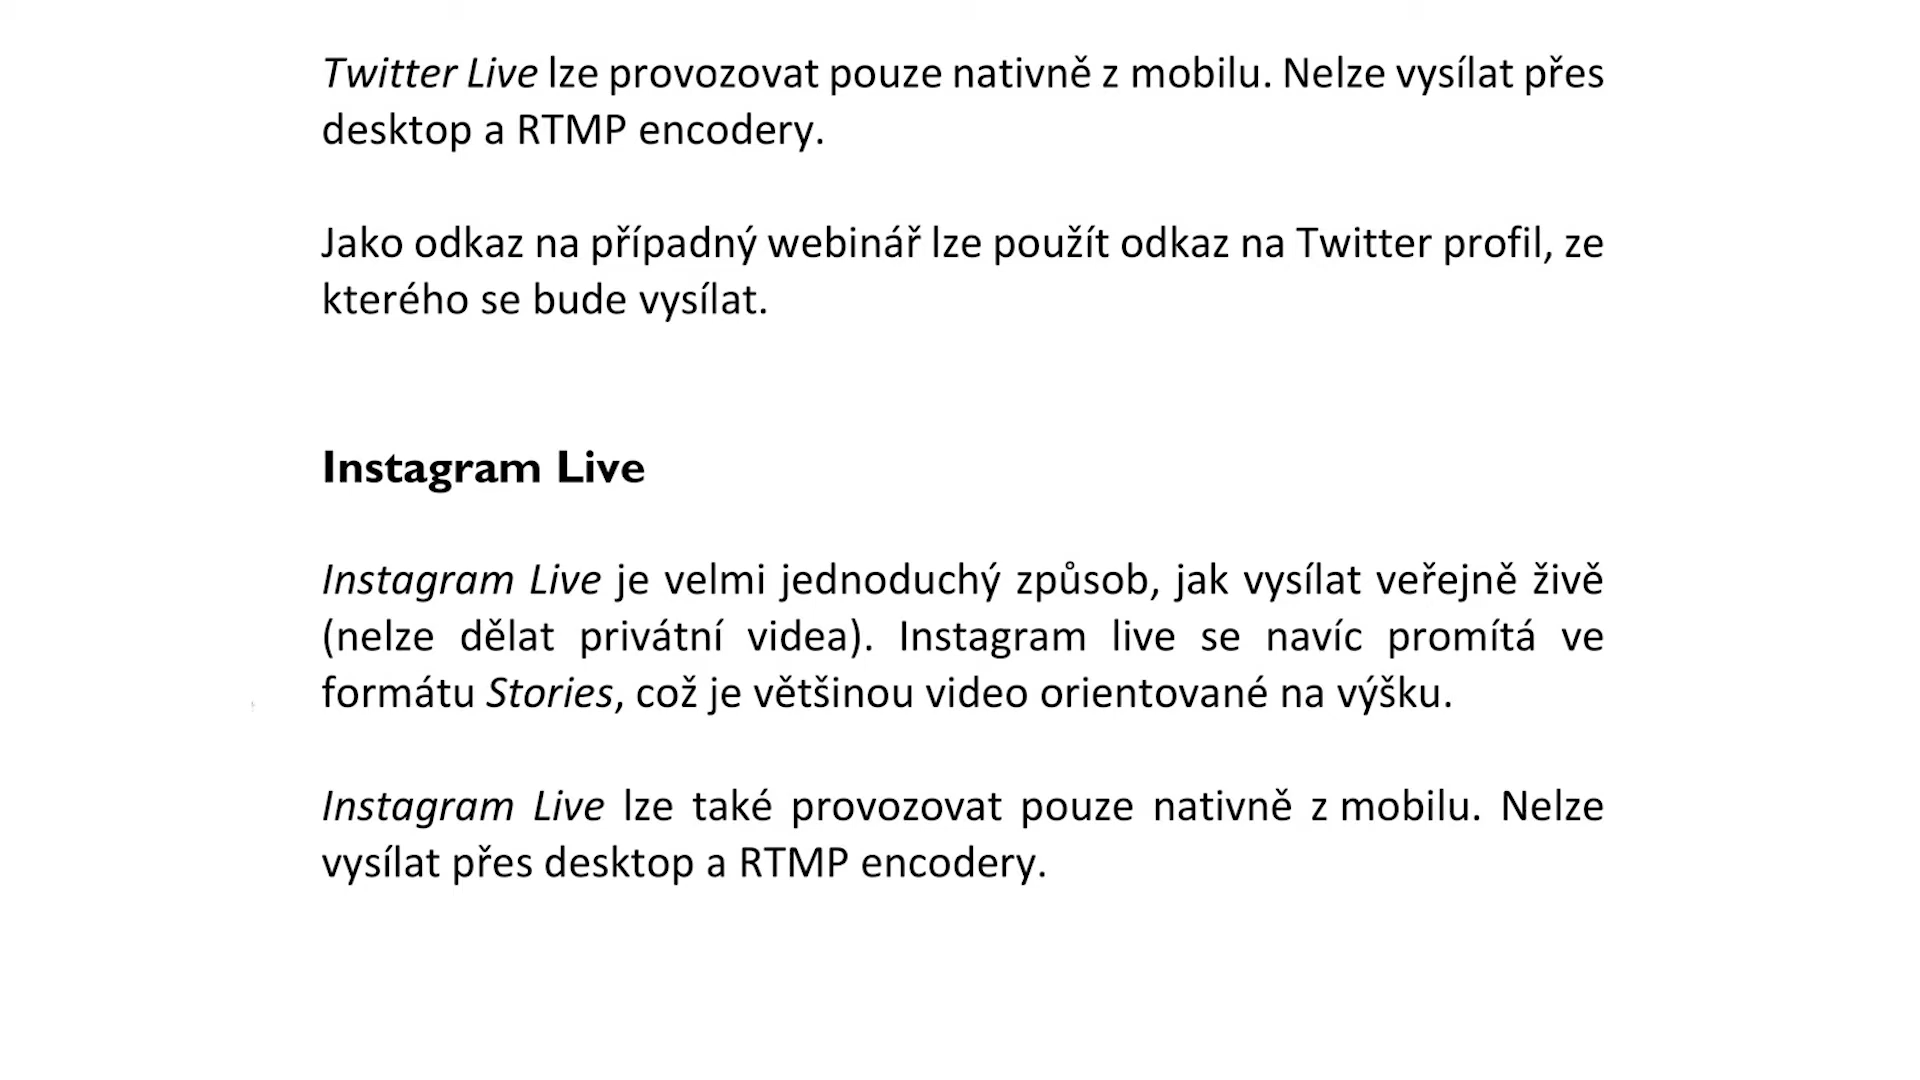 Twitter Live lze provozovat pouze nativně z mobilu. Nelze vysílat přes
desktop a RTMP encodery.
Jako odkaz na případný webinář lze použít odkaz na Twitter profil, ze
kterého se bude vysílat.
Instagram Live
Instagram Live je velmi jednoduchý způsob, jak vysílat veřejně živě
(nelze dělat privátní videa). Instagram live se navíc promítá ve
formátu Stories, což je většinou video orientované na výšku.
Instagram Live lze také provozovat pouze nativně z mobilu. Nelze
vysílat přes desktop a RTMP encodery.